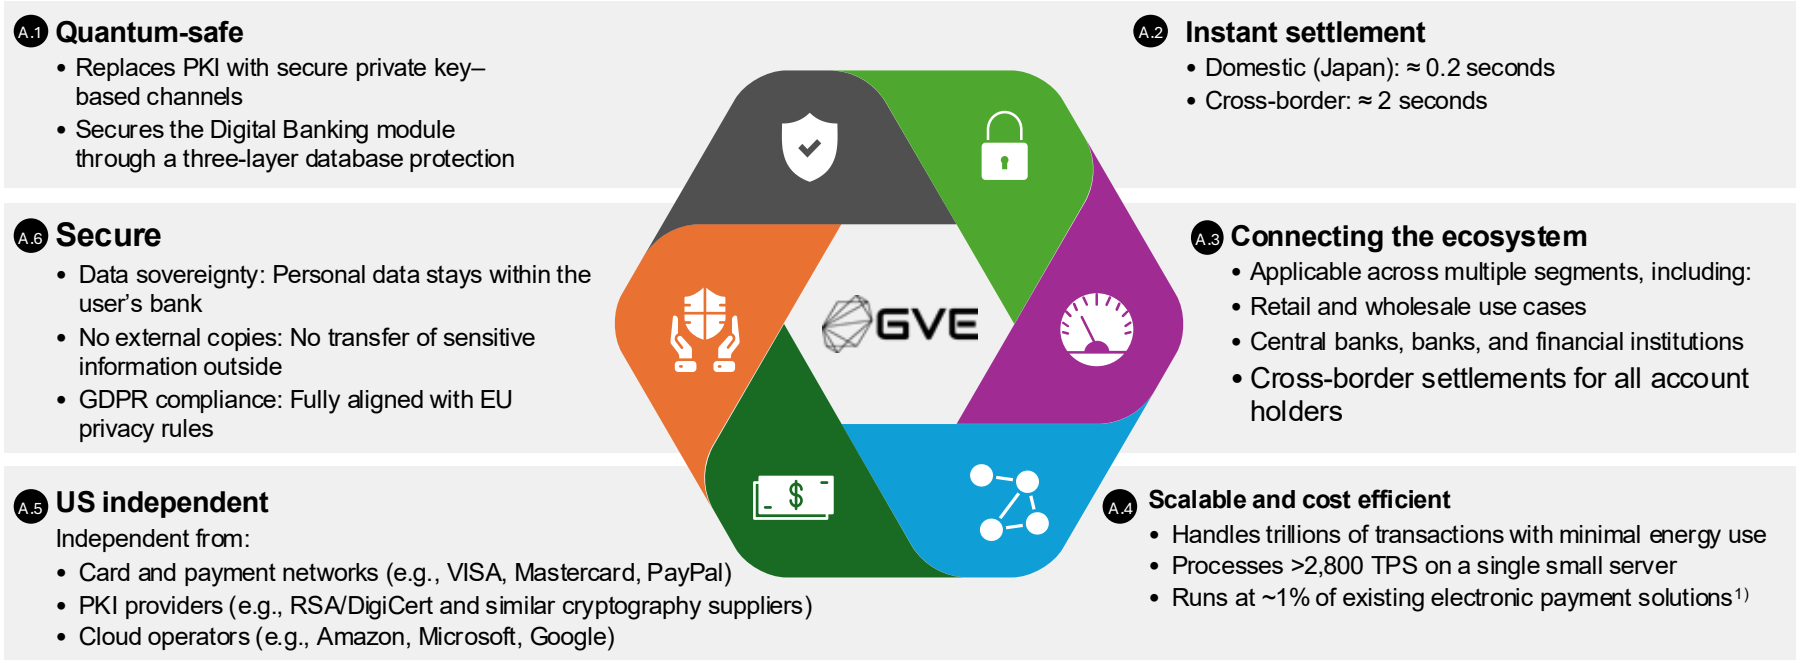 A.1 Quantum-safe
• Replaces PKI with secure private key–
based channels
• Secures the Digital Banking module
through a three-layer database protection
A.2 Instant settlement
• Domestic (Japan): ≈ 0.2 seconds
• Cross-border: ≈ 2 seconds
A.6 Secure
• Data sovereignty: Personal data stays within the
user’s bank
• No external copies: No transfer of sensitive
information outside
• GDPR compliance: Fully aligned with EU
privacy rules
GVE
A.3 Connecting the ecosystem
• Applicable across multiple segments, including:
• Retail and wholesale use cases
• Central banks, banks, and financial institutions
• Cross-border settlements for all account
holders
A.5 US independent
Independent from:
• Card and payment networks (e.g., VISA, Mastercard, PayPal)
• PKI providers (e.g., RSA/DigiCert and similar cryptography suppliers)
• Cloud operators (e.g., Amazon, Microsoft, Google)
$
A.4 Scalable and cost efficient
• Handles trillions of transactions with minimal energy use
• Processes >2,800 TPS on a single small server
• Runs at ~1% of existing electronic payment solutions¹⁾